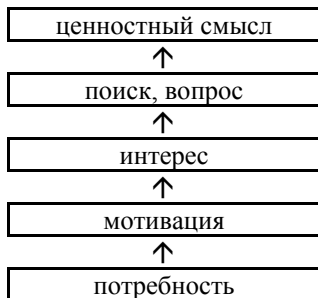 ценностный смысл
поиск, вопрос
интерес
мотивация
потребность